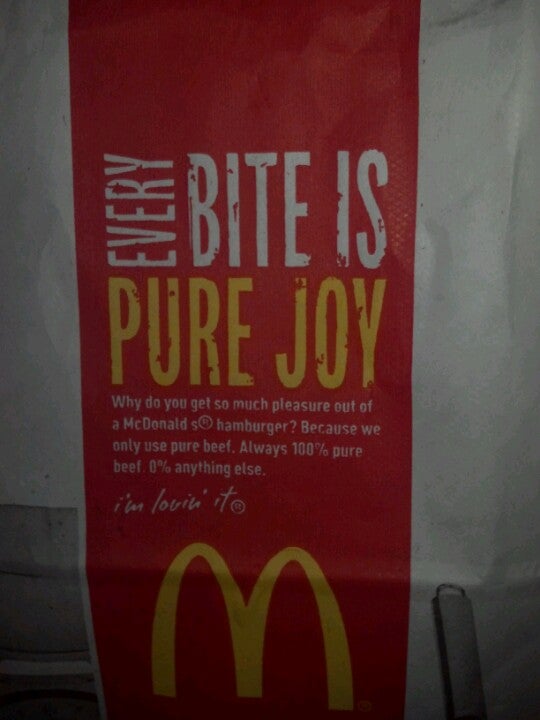 EVERY BITE IS
PURE JOY
Why do you get so much pleasure out of
a McDonald s® hamburger? Because we
only use pure beef. Always 100% pure
beef. 0% anything else.
i'm lovin' it®
M
®